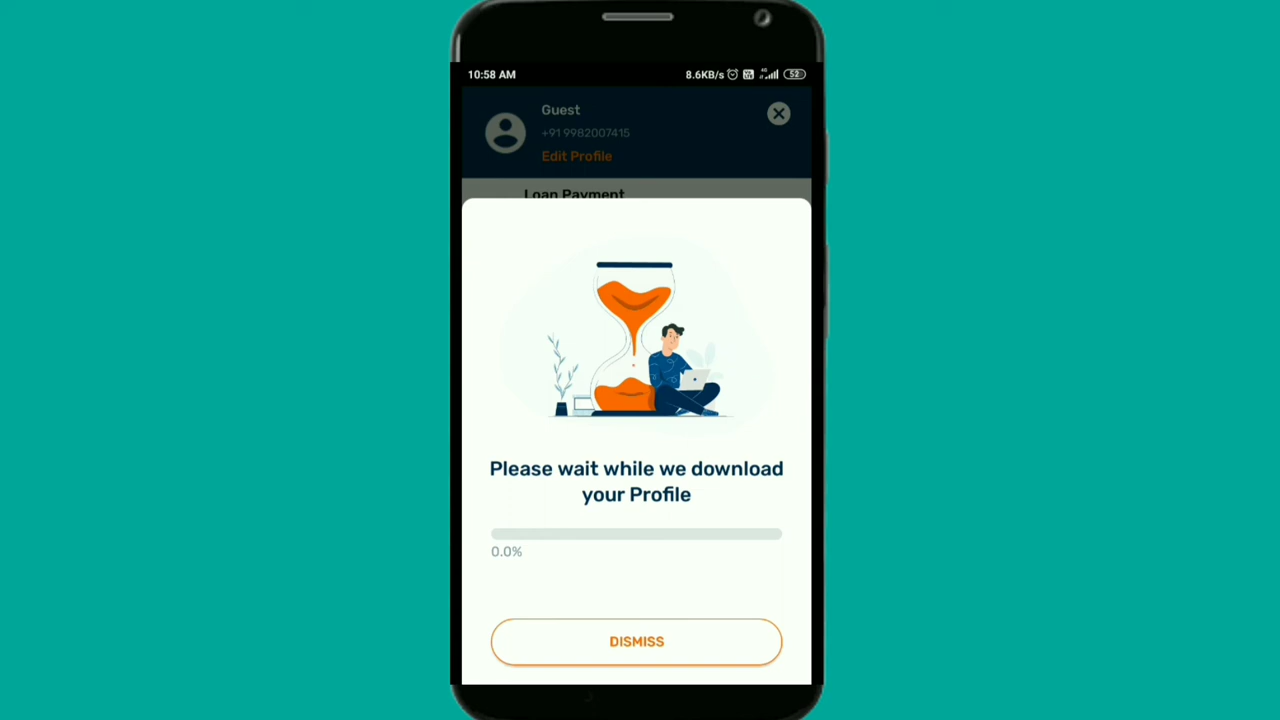 10:58 AM 8.6KB/s 4G 52
Guest
+91 9982007415
Edit Profile
Loan Payment
Please wait while we download
your Profile
0.0%
DISMISS